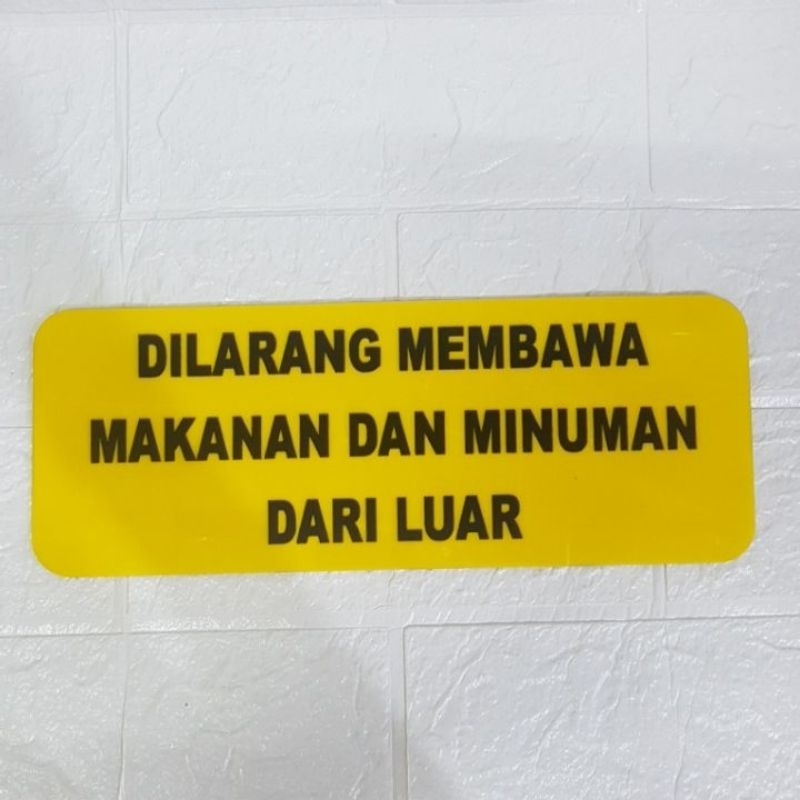 DILARANG MEMBAWA
MAKANAN DAN MINUMAN
DARI LUAR